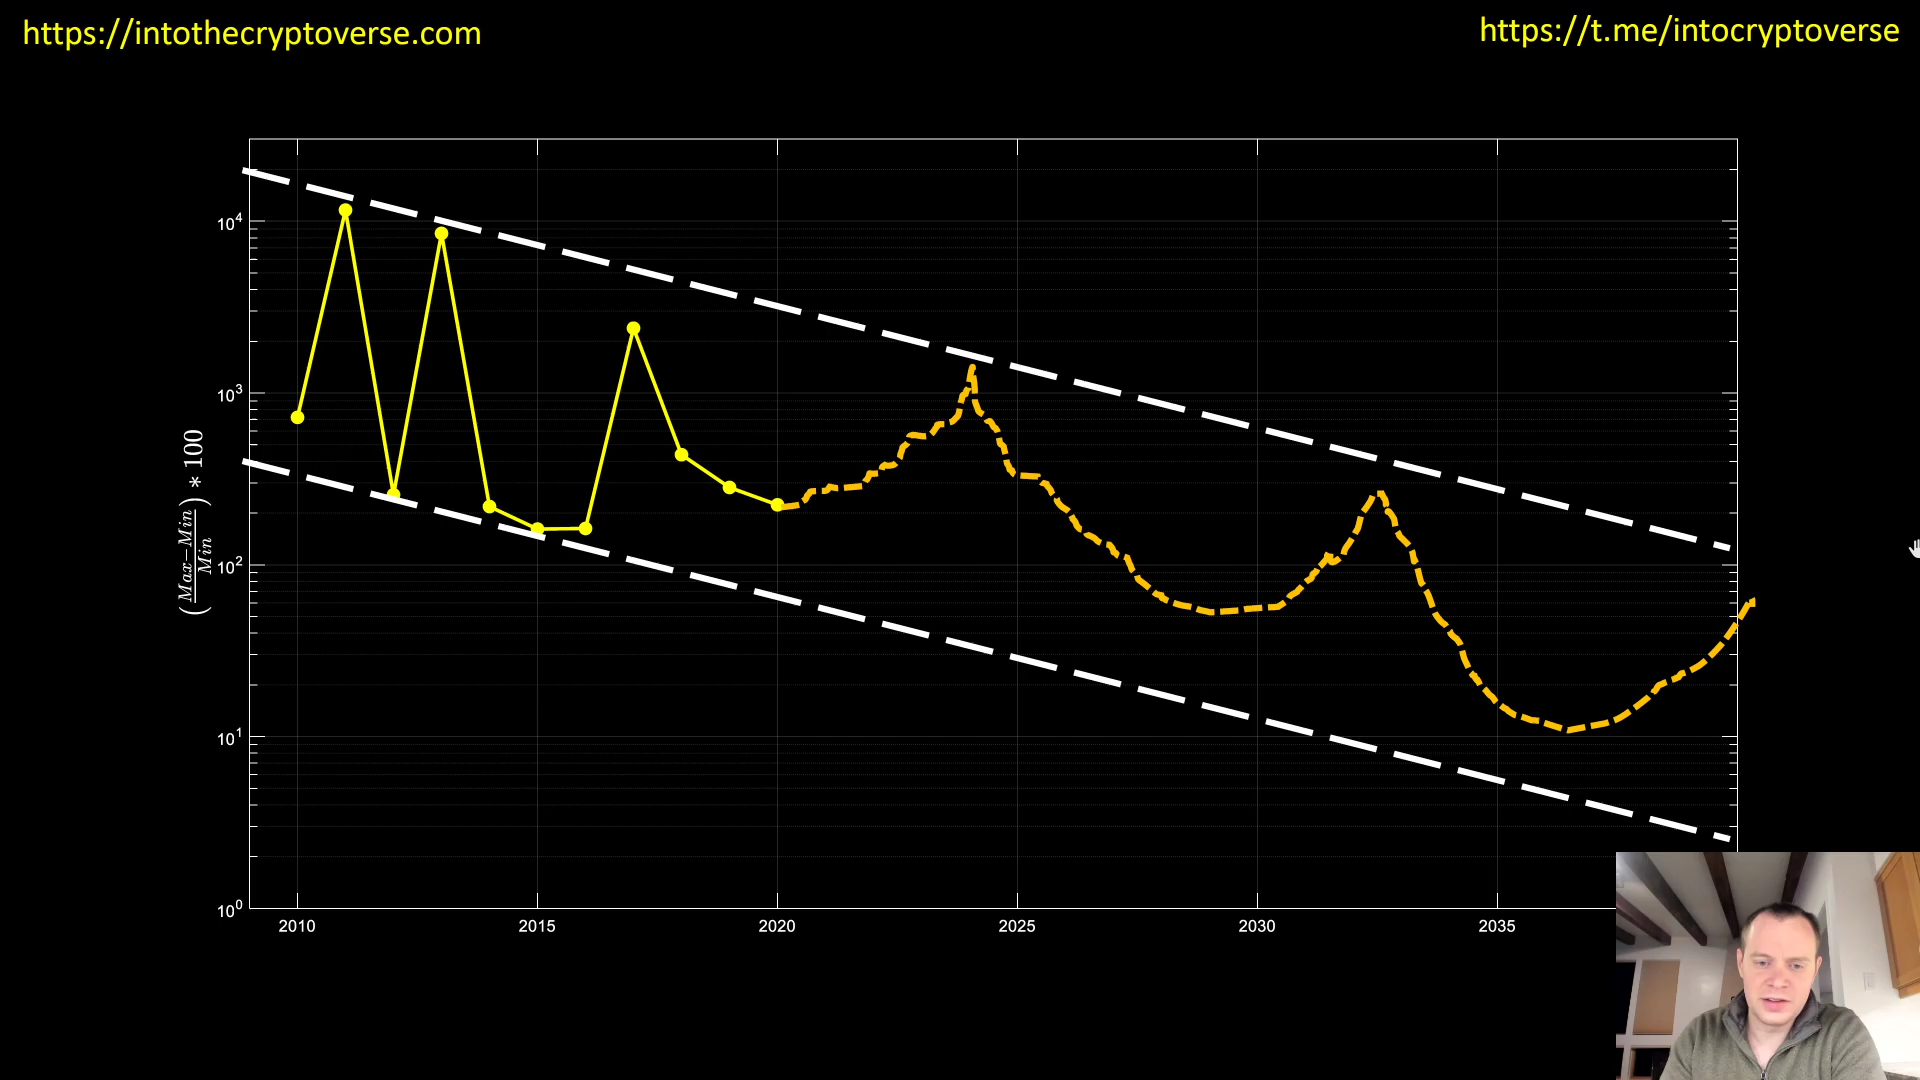 https://intothecryptoverse.com
https://t.me/intocryptoverse
(Max−Min / Min) * 100
10^4
10^3
10^2
10^1
10^0
2010 2015 2020 2025 2030 2035